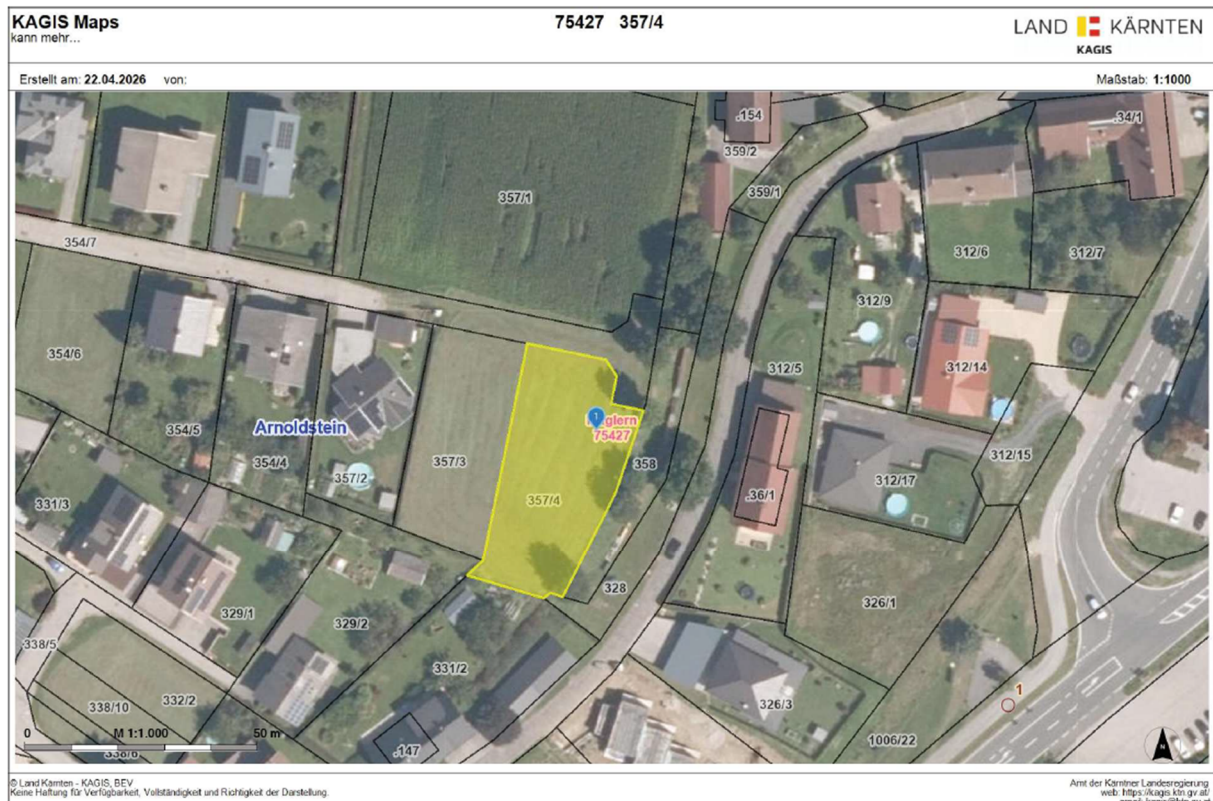 KAGIS Maps
kann mehr...
75427 357/4
LAND KÄRNTEN
KAGIS
Erstellt am: 22.04.2026 von:
Maßstab: 1:1000
.154
.34/1
359/2
357/1
359/1
354/7
312/6
312/7
312/9
354/6
312/5
312/14
Arnoldstein
75427
354/5
357/3
358
354/4
312/15
357/2
312/17
331/3
357/4
.36/1
328
326/1
329/1
329/2
338/5
331/2
332/2
1
338/10
326/3
0 M 1:1.000 50 m
338/6
.147
1006/22
N
© Land Kärnten - KAGIS, BEV
Keine Haftung für Verfügbarkeit, Vollständigkeit und Richtigkeit der Darstellung.
Amt der Kärntner Landesregierung
web: https://kagis.ktn.gv.at/